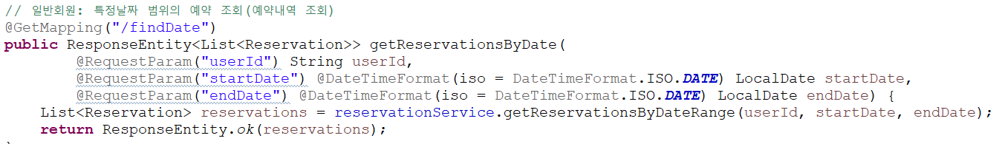 // 일반회원: 특정날짜 범위의 예약 조회(예약내역 조회)
@GetMapping("/findDate")
public ResponseEntity<List<Reservation>> getReservationsByDate(
        @RequestParam("userId") String userId,
        @RequestParam("startDate") @DateTimeFormat(iso = DateTimeFormat.ISO.DATE) LocalDate startDate,
        @RequestParam("endDate") @DateTimeFormat(iso = DateTimeFormat.ISO.DATE) LocalDate endDate) {
    List<Reservation> reservations = reservationService.getReservationsByDateRange(userId, startDate, endDate);
    return ResponseEntity.ok(reservations);
}